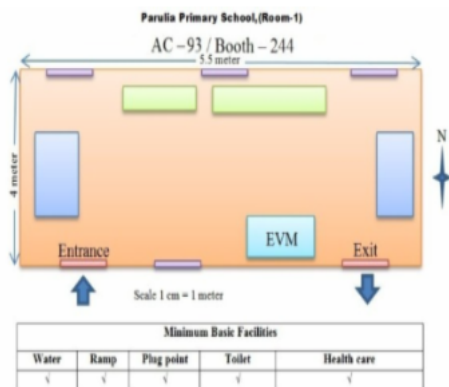 Parulia Primary School,(Room-1)
AC –93 / Booth – 244
5.5 meter
4 meter
N
EVM
Entrance
Exit
Scale 1 cm = 1 meter
Minimum Basic Facilities
Water Ramp Plug point Toilet Health care
√ √ √ √ √